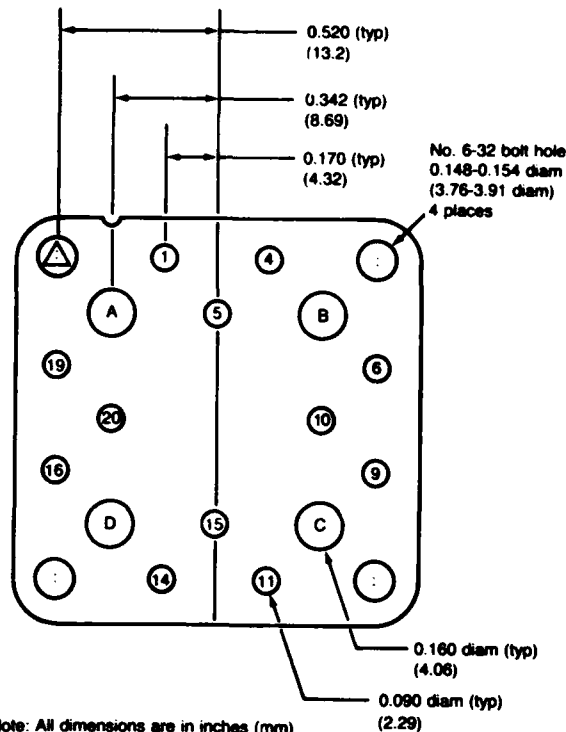 0.520 (typ)
(13.2)
0.342 (typ)
(8.69)
0.170 (typ)
(4.32)
No. 6-32 bolt hole
0.148-0.154 diam
(3.76-3.91 diam)
4 places
1
4
A
5
B
19
6
20
10
16
9
D
15
C
14
11
0.160 diam (typ)
(4.06)
0.090 diam (typ)
(2.29)
ote: All dimensions are in inches (mm)